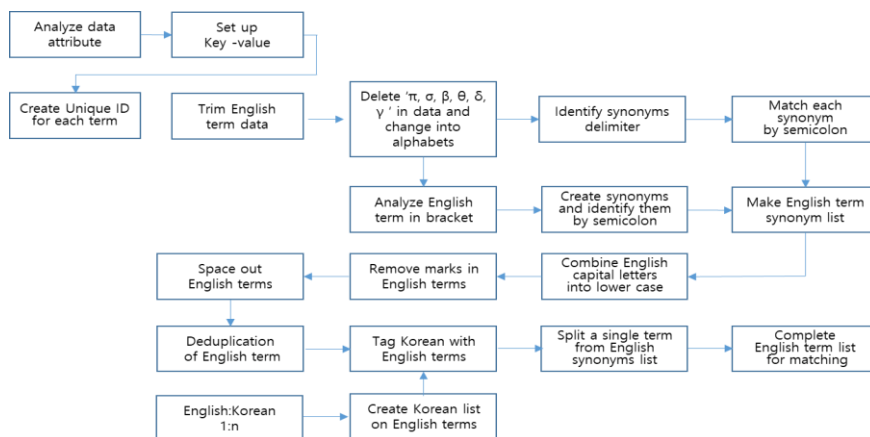 Analyze data
attribute
Set up
Key -value
Create Unique ID
for each term
Trim English
term data
Delete 'π, σ, β, θ, δ,
γ ' in data and
change into
alphabets
Identify synonyms
delimiter
Match each
synonym
by semicolon
Analyze English
term in bracket
Create synonyms
and identify them
by semicolon
Make English term
synonym list
Space out
English terms
Remove marks in
English terms
Combine English
capital letters
into lower case
Deduplication
of English term
Tag Korean with
English terms
Split a single
term from
English
synonyms list
Complete
English term list
for matching
English:Korean
1:n
Create Korean list
on English terms